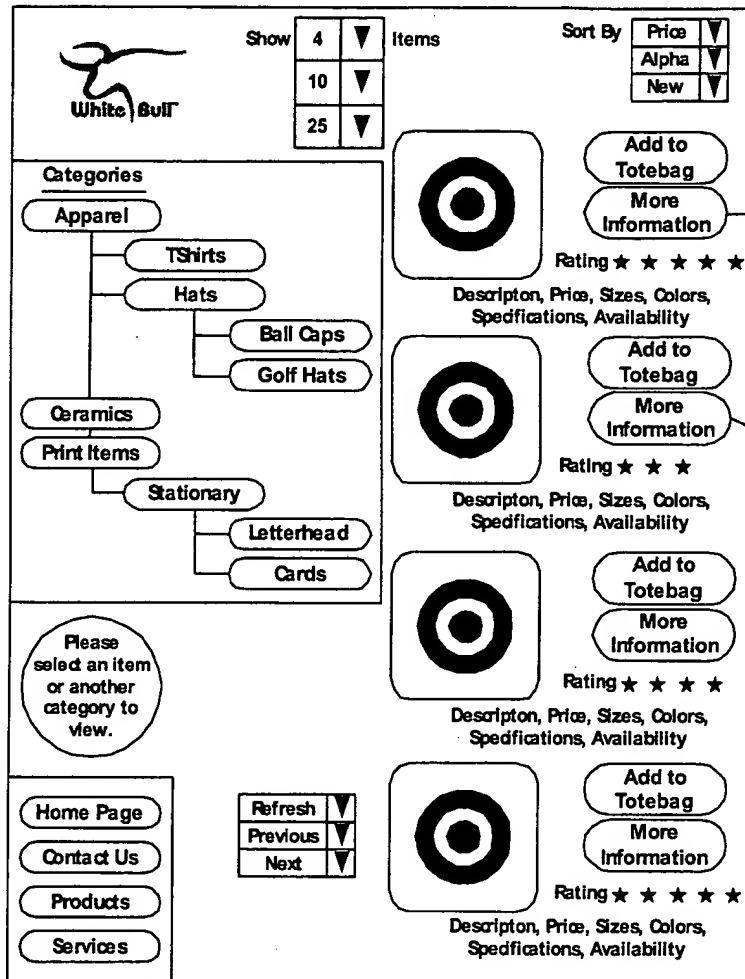 White Bull
Show 4 Items
10
25
Sort By Price
Alpha
New
Categories
Apparel
TShirts
Hats
Ball Caps
Golf Hats
Ceramics
Print Items
Stationary
Letterhead
Cards
Please
select an item
or another
category to
view.
Home Page
Contact Us
Products
Services
Refresh
Previous
Next
Add to
Totebag
More
Information
Rating ★ ★ ★ ★ ★
Descripton, Price, Sizes, Colors,
Spedfications, Availability
Add to
Totebag
More
Information
Rating ★ ★ ★
Descripton, Price, Sizes, Colors,
Spedfications, Availability
Add to
Totebag
More
Information
Rating ★ ★ ★ ★
Descripton, Price, Sizes, Colors,
Spedfications, Availability
Add to
Totebag
More
Information
Rating ★ ★ ★ ★ ★
Descripton, Price, Sizes, Colors,
Spedfications, Availability